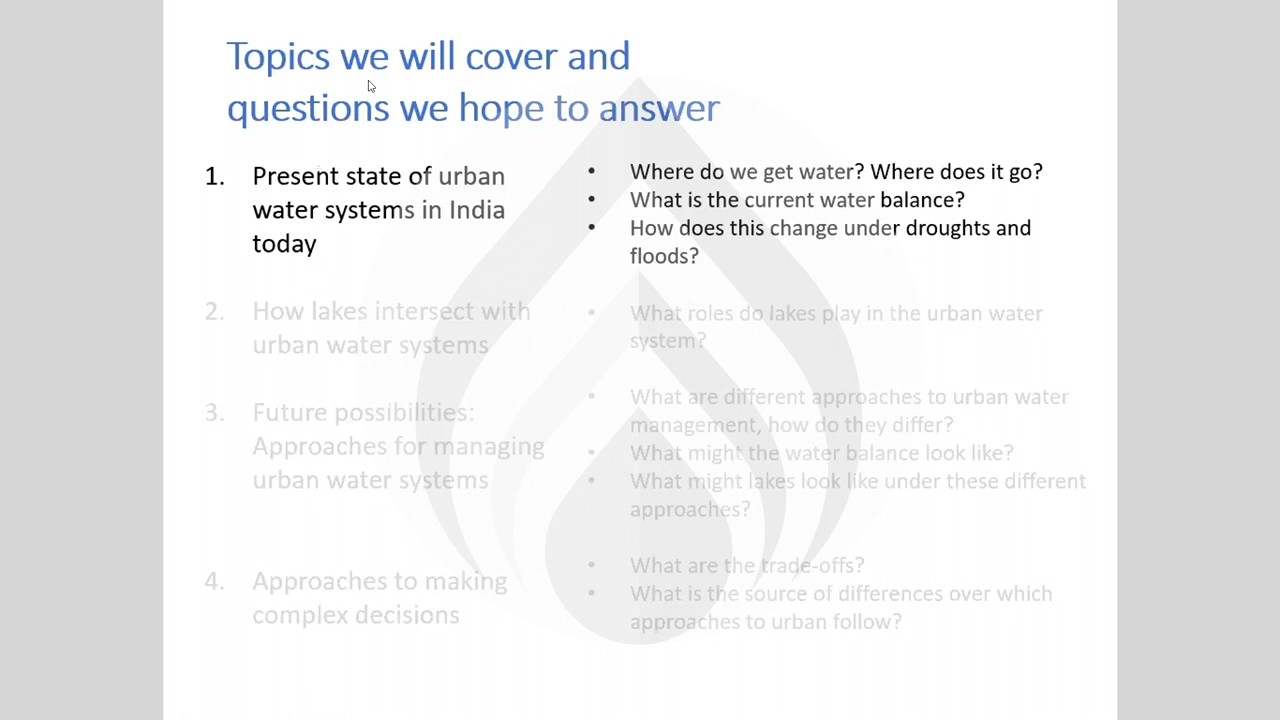 Topics we will cover and
questions we hope to answer
1. Present state of urban
water systems in India
today
• Where do we get water? Where does it go?
• What is the current water balance?
• How does this change under droughts and
floods?
2. How lakes intersect with
urban water systems
• What roles do lakes play in the urban water
system?
3. Future possibilities:
Approaches for managing
urban water systems
• What are different approaches to urban water
management, how do they differ?
• What might the water balance look like?
• What might lakes look like under these different
approaches?
4. Approaches to making
complex decisions
• What are the trade-offs?
• What is the source of differences over which
approaches to urban follow?